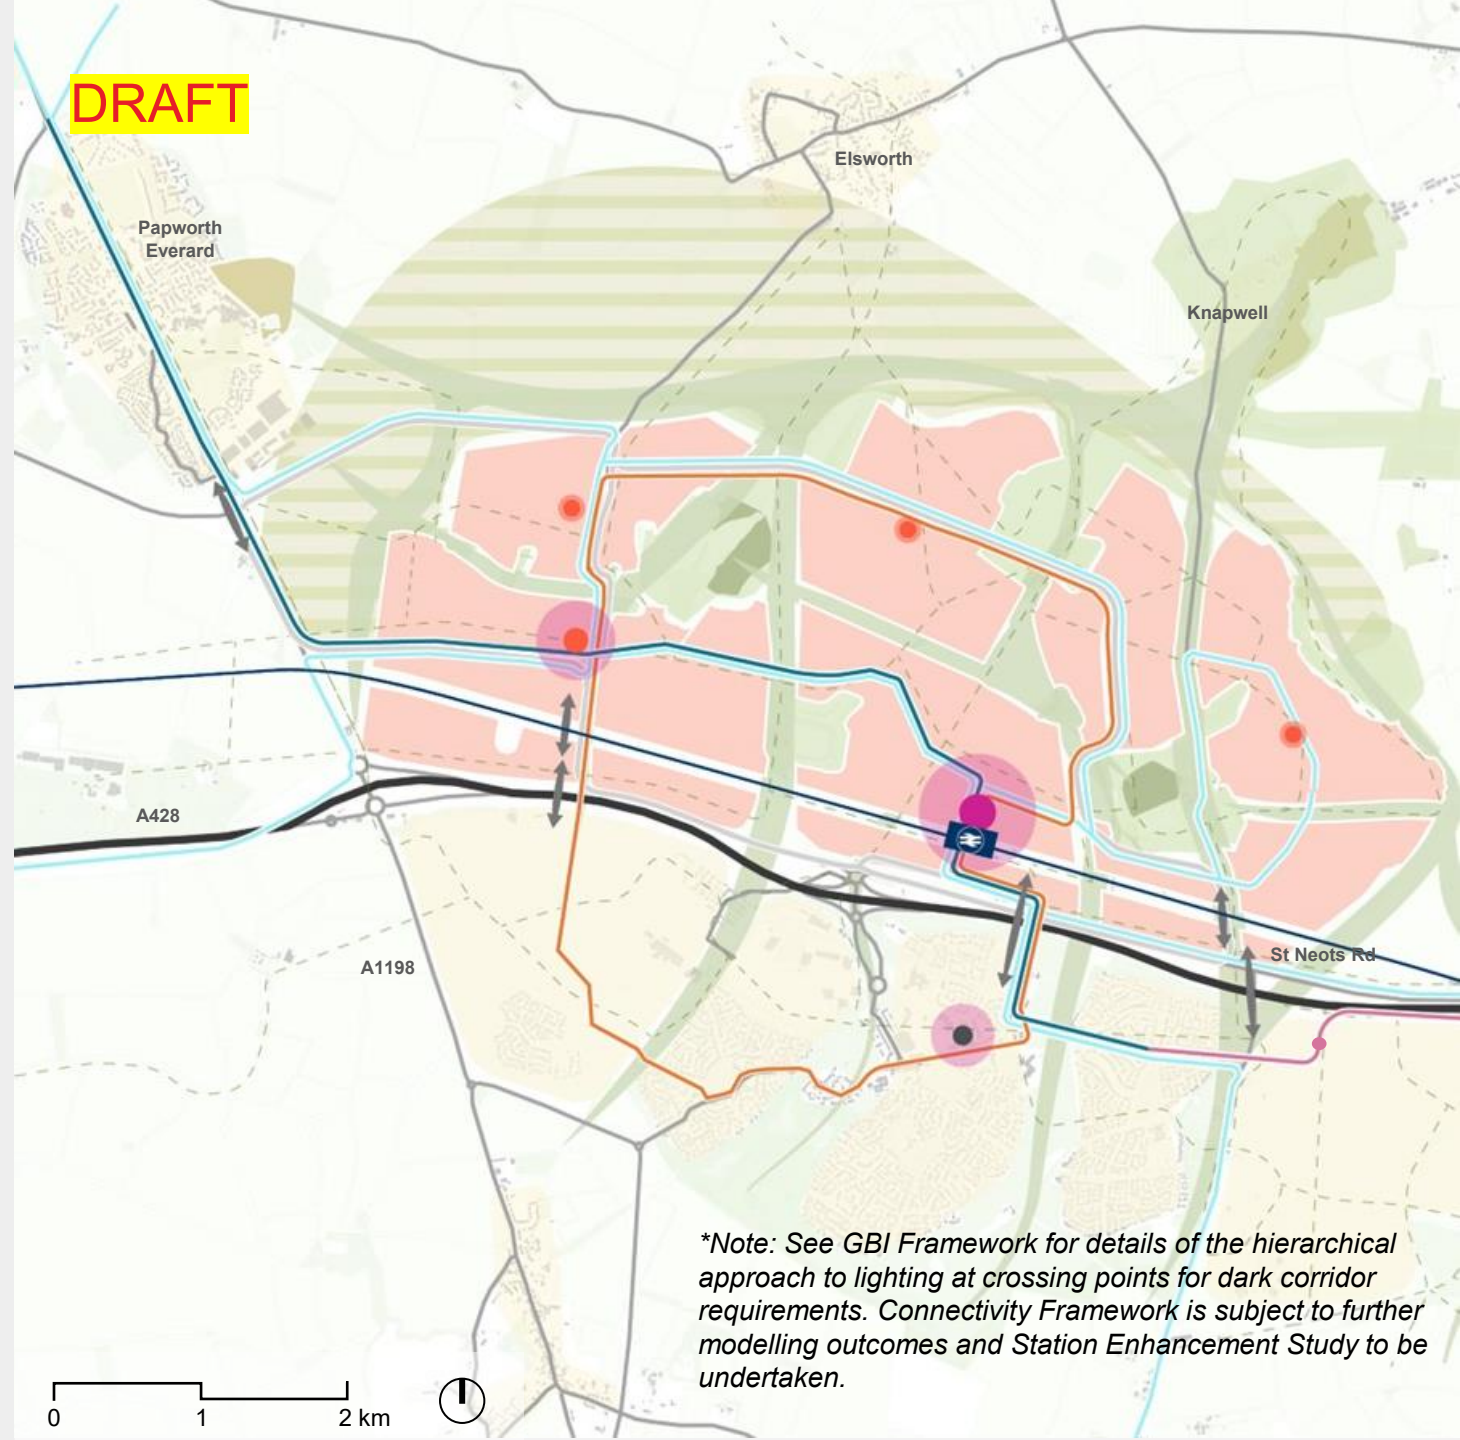 DRAFT
Elsworth
Papworth
Everard
Knapwell
A428
St Neots Rd
A1198
*Note: See GBI Framework for details of the hierarchical
approach to lighting at crossing points for dark corridor
requirements. Connectivity Framework is subject to further
modelling outcomes and Station Enhancement Study to be
undertaken.
0 1 2 km